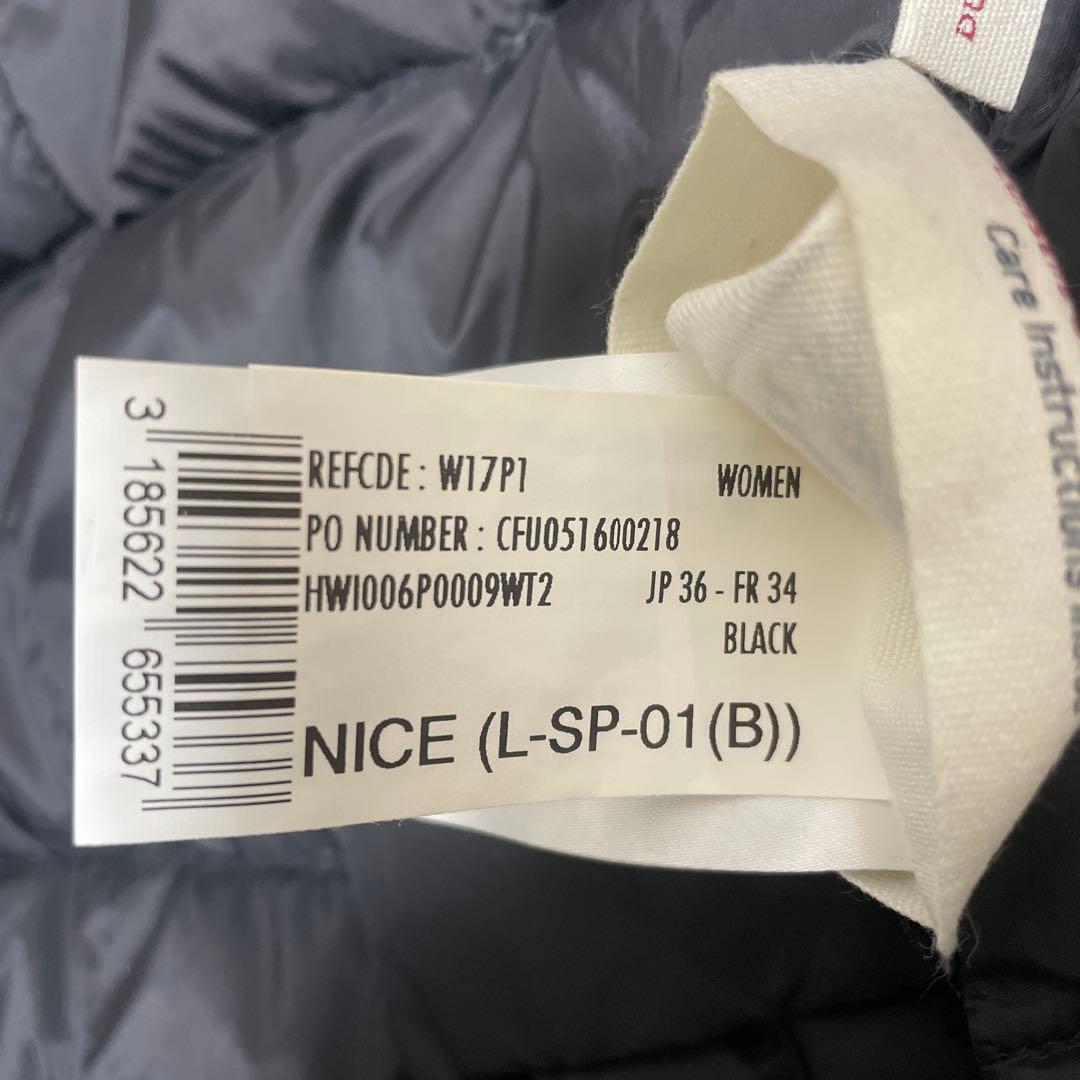 REFCDE : W17P1 WOMEN
PO NUMBER : CFU051600218
HWI006P0009WT2 JP 36 - FR 34
BLACK
NICE (L-SP-01(B))
3 185622 655337
Care Instructions